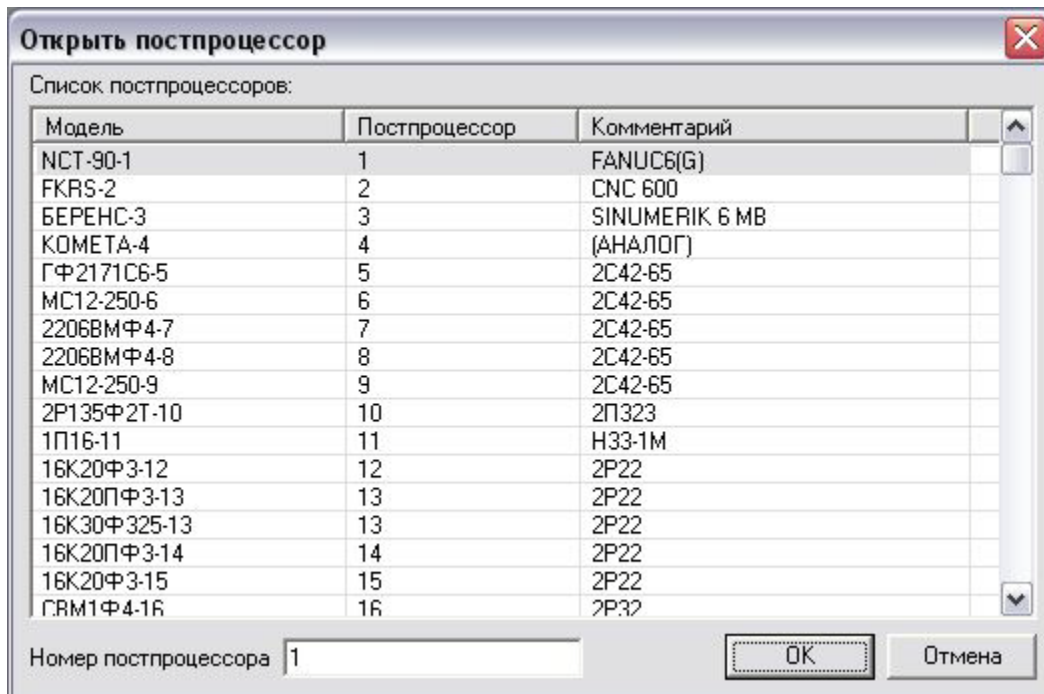 Открыть постпроцессор
Список постпроцессоров:
Модель Постпроцессор Комментарий
NCT-90-1 1 FANUC6(G)
FKRS-2 2 CNC 600
БЕРЕНС-3 3 SINUMERIK 6 MB
КОМЕТА-4 4 (АНАЛОГ)
ГФ2171С6-5 5 2С42-65
МС12-250-6 6 2С42-65
2206ВМФ4-7 7 2С42-65
2206ВМФ4-8 8 2С42-65
МС12-250-9 9 2С42-65
2Р135Ф2Т-10 10 2П323
1П16-11 11 Н33-1М
16К20Ф3-12 12 2Р22
16К20ПФ3-13 13 2Р22
16К30Ф325-13 13 2Р22
16К20ПФ3-14 14 2Р22
16К20Ф3-15 15 2Р22
СВМ1Ф4-16 16 2Р32
Номер постпроцессора 1 OK Отмена